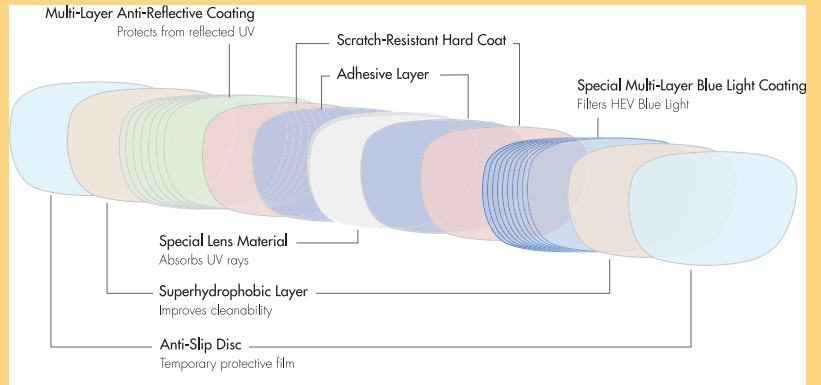 Multi-Layer Anti-Reflective Coating
Protects from reflected UV
Scratch-Resistant Hard Coat
Adhesive Layer
Special Multi-Layer Blue Light Coating
Filters HEV Blue Light
Special Lens Material
Absorbs UV rays
Superhydrophobic Layer
Improves cleanability
Anti-Slip Disc
Temporary protective film